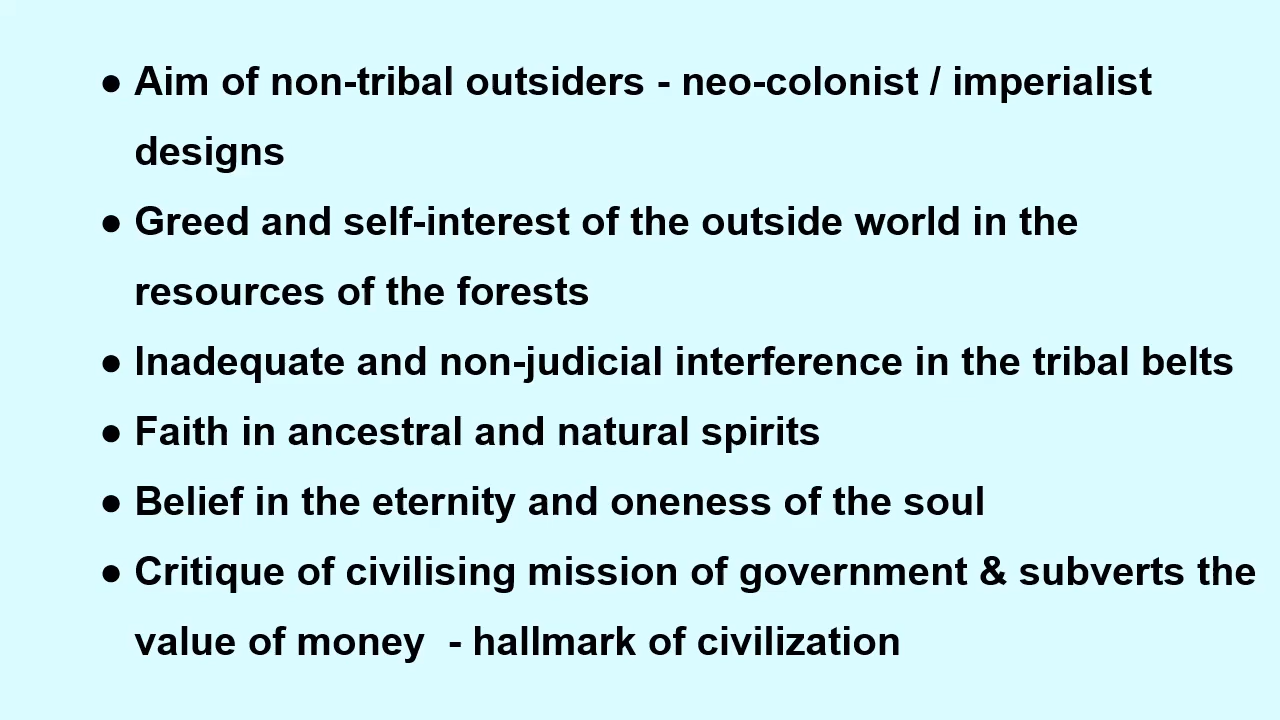 ● Aim of non-tribal outsiders - neo-colonist / imperialist
designs
● Greed and self-interest of the outside world in the
resources of the forests
● Inadequate and non-judicial interference in the tribal belts
● Faith in ancestral and natural spirits
● Belief in the eternity and oneness of the soul
● Critique of civilising mission of government & subverts the
value of money  - hallmark of civilization